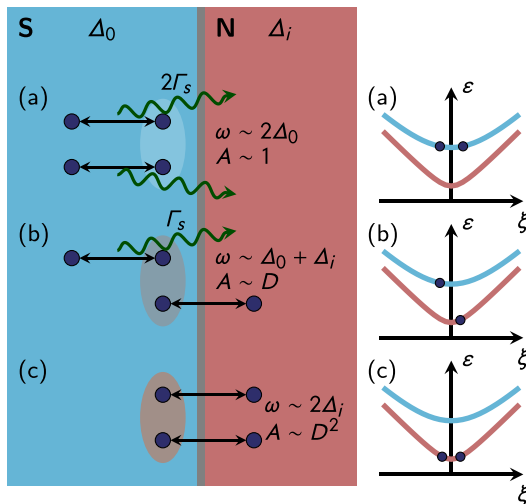 S Δ₀ N Δᵢ
(a) 2Γₛ
ω ~ 2Δ₀
A ~ 1
(b) Γₛ
ω ~ Δ₀ + Δᵢ
A ~ D
(c)
ω ~ 2Δᵢ
A ~ D²
(a) ε
ξ
(b) ε
ξ
(c) ε
ξ